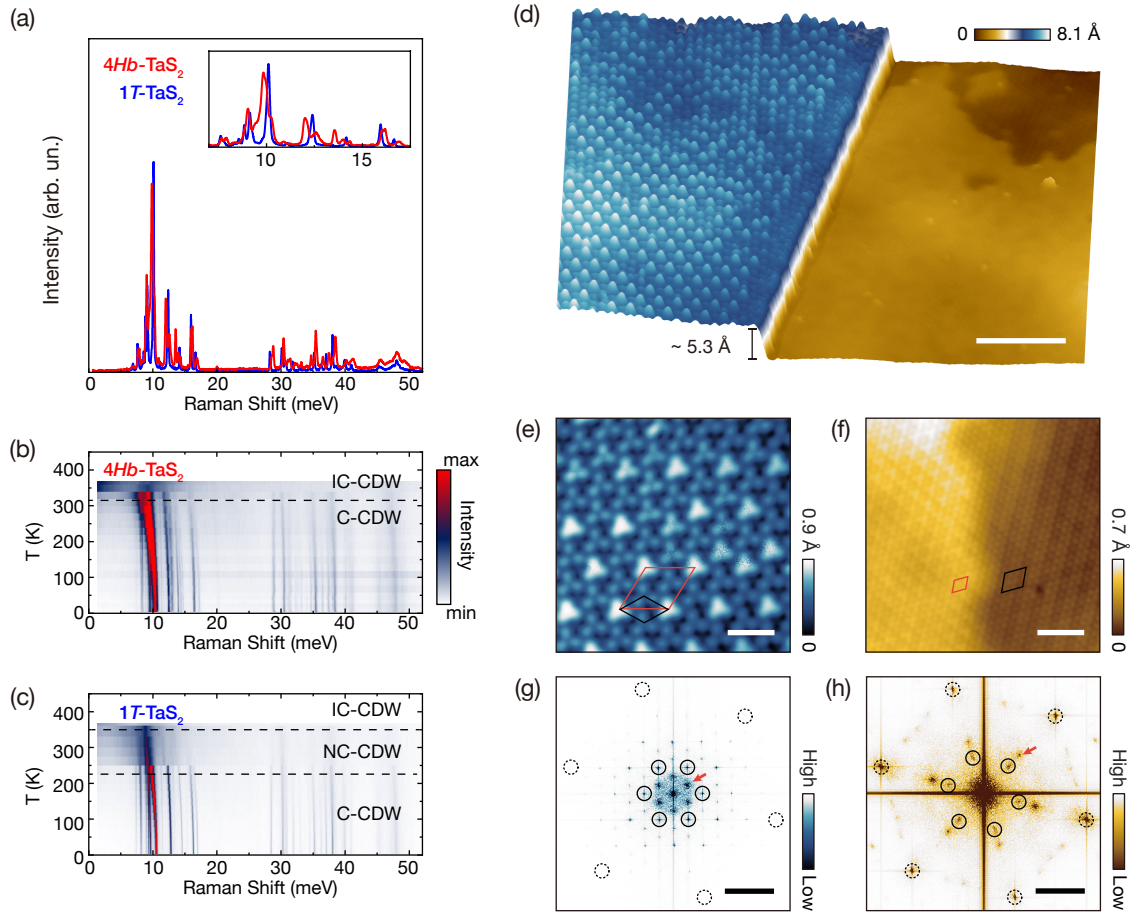 (a)
4Hb-TaS2
1T-TaS2
10 15
Intensity (arb. un.)
0 10 20 30 40 50
Raman Shift (meV)
(b)
4Hb-TaS2
IC-CDW
C-CDW
400
300
200
100
0
T (K)
0 10 20 30 40 50
Raman Shift (meV)
max
Intensity
min
(c)
1T-TaS2
IC-CDW
NC-CDW
C-CDW
400
300
200
100
0
T (K)
0 10 20 30 40 50
Raman Shift (meV)
(d)
0 8.1 Å
~ 5.3 Å
(e)
0.9 Å
0
(f)
0.7 Å
0
(g)
High
Low
(h)
High
Low